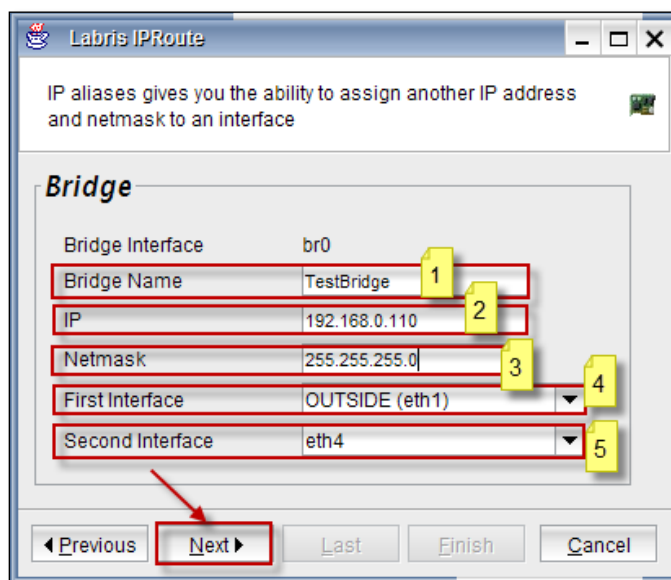 Labris IPRoute
IP aliases gives you the ability to assign another IP address
and netmask to an interface
Bridge
Bridge Interface br0
Bridge Name TestBridge 1
IP 192.168.0.110 2
Netmask 255.255.255.0 3
First Interface OUTSIDE (eth1) 4
Second Interface eth4 5
Previous Next Last Finish Cancel